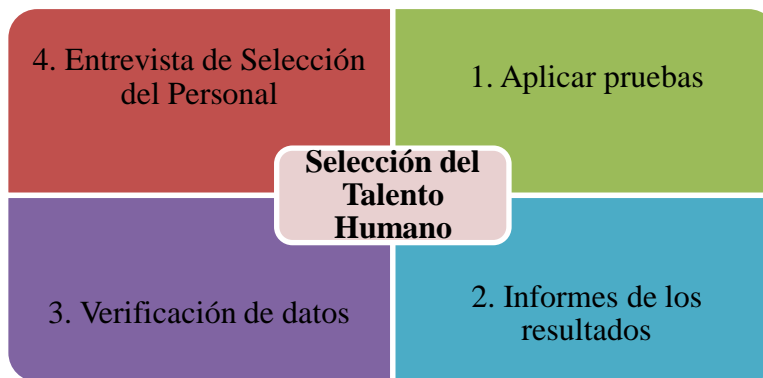 4. Entrevista de Selección
del Personal
1. Aplicar pruebas
Selección del
Talento
Humano
3. Verificación de datos
2. Informes de los
resultados